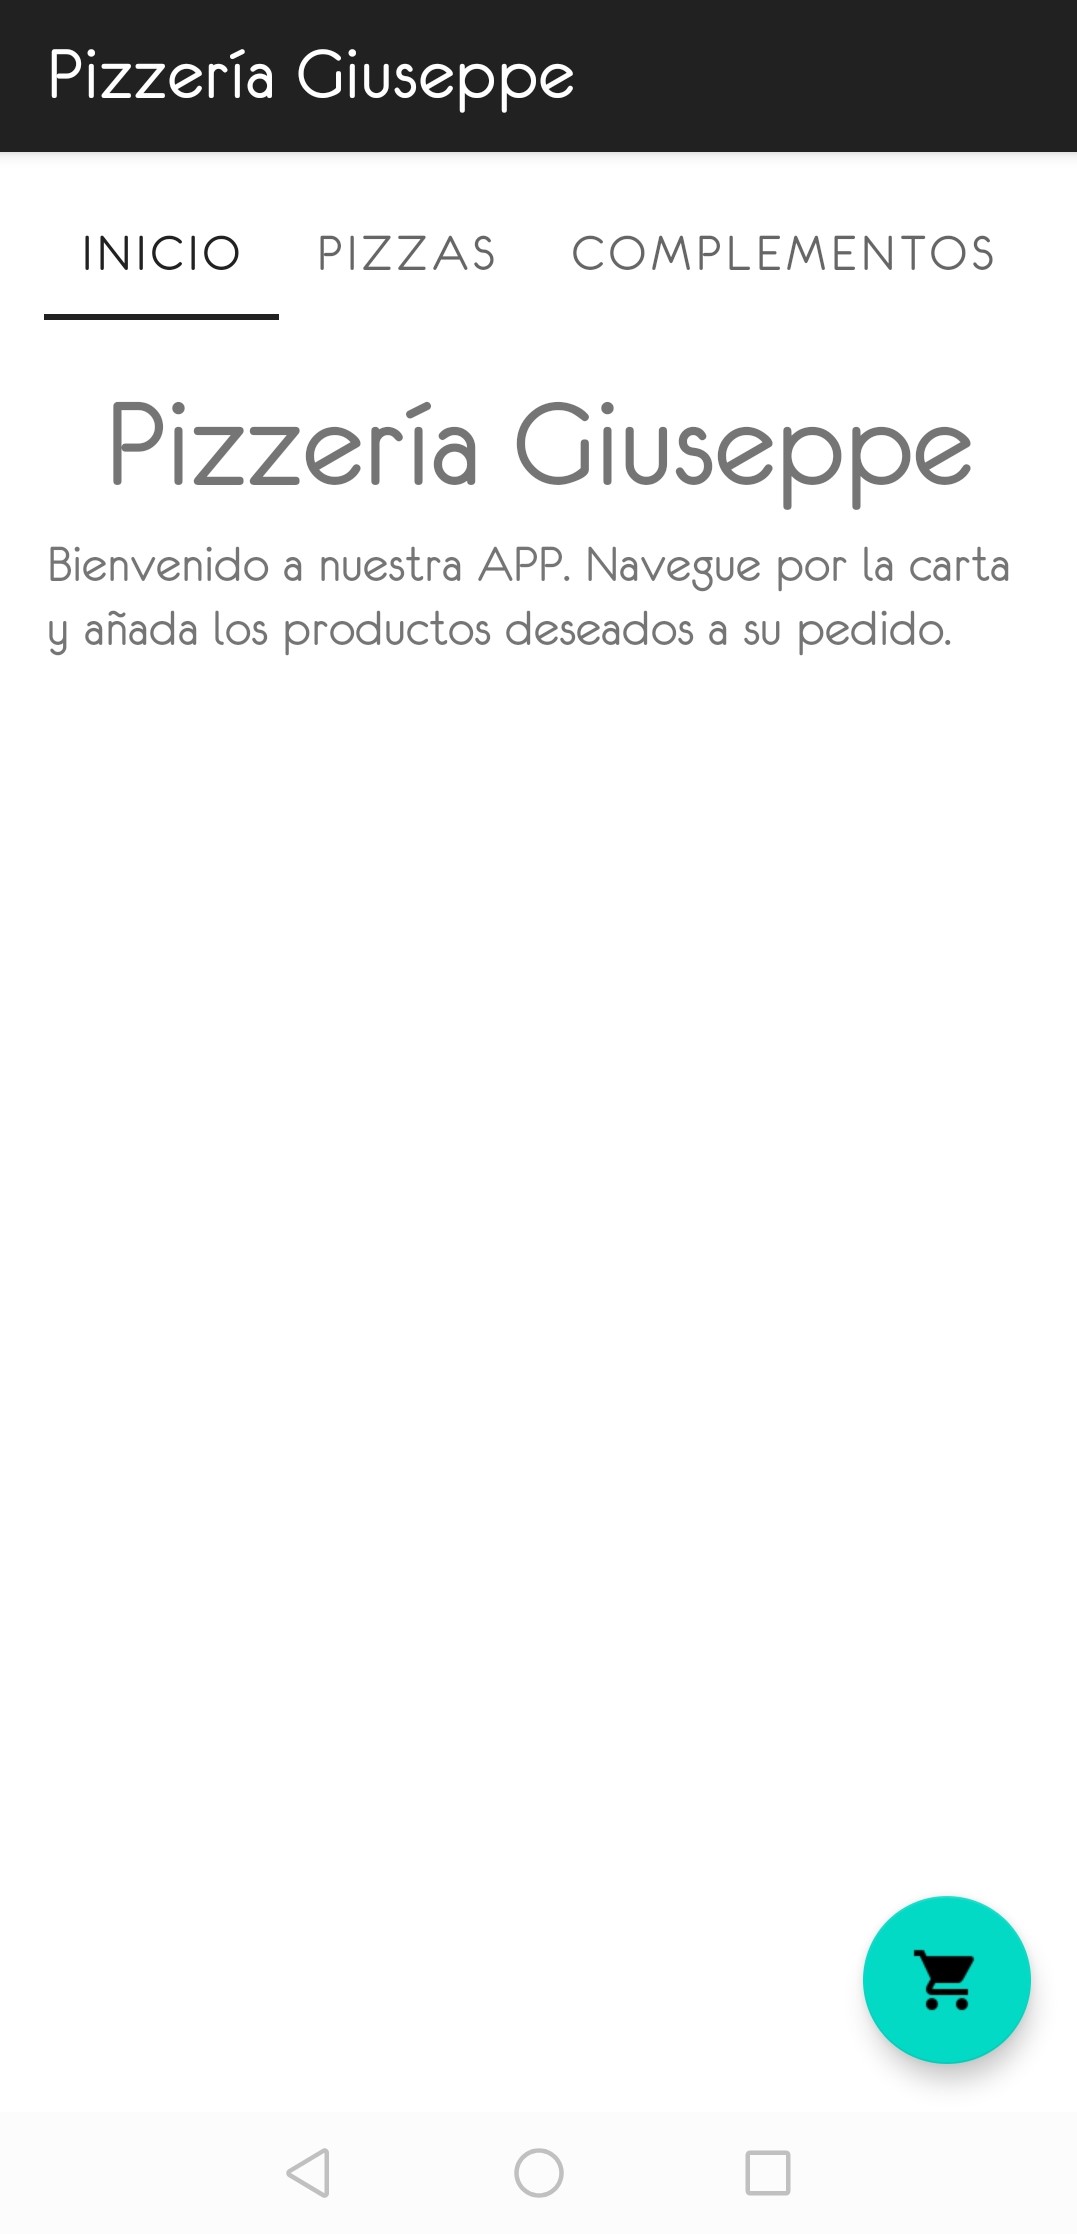 Pizzería Giuseppe
INICIO PIZZAS COMPLEMENTOS
Pizzería Giuseppe
Bienvenido a nuestra APP. Navegue por la carta
y añada los productos deseados a su pedido.